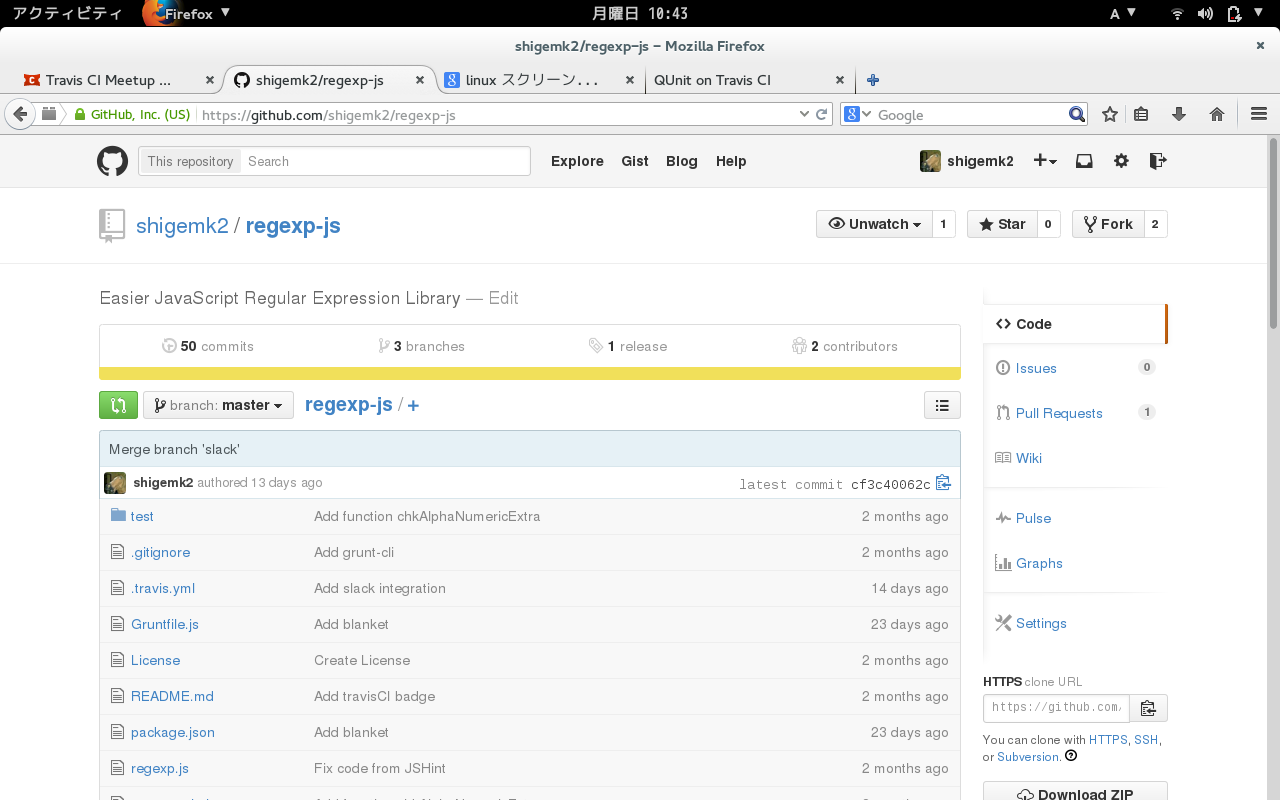 アクティビティ Firefox 月曜日 10:43 A
shigemk2/regexp-js – Mozilla Firefox
Travis CI Meetup ... shigemk2/regexp-js linux スクリーン... QUnit on Travis CI
GitHub, Inc. (US) https://github.com/shigemk2/regexp-js Google
This repository Search Explore Gist Blog Help shigemk2
shigemk2 / regexp-js Unwatch 1 Star 0 Fork 2
Easier JavaScript Regular Expression Library — Edit
50 commits 3 branches 1 release 2 contributors
branch: master regexp-js / +
Merge branch 'slack'
shigemk2 authored 13 days ago latest commit cf3c40062c
test Add function chkAlphaNumericExtra 2 months ago
.gitignore Add grunt-cli 2 months ago
.travis.yml Add slack integration 14 days ago
Gruntfile.js Add blanket 23 days ago
License Create License 2 months ago
README.md Add travisCI badge 2 months ago
package.json Add blanket 23 days ago
regexp.js Fix code from JSHint 2 months ago
Code
Issues 0
Pull Requests 1
Wiki
Pulse
Graphs
Settings
HTTPS clone URL
https://github.com/
You can clone with HTTPS, SSH,
or Subversion.
Download ZIP